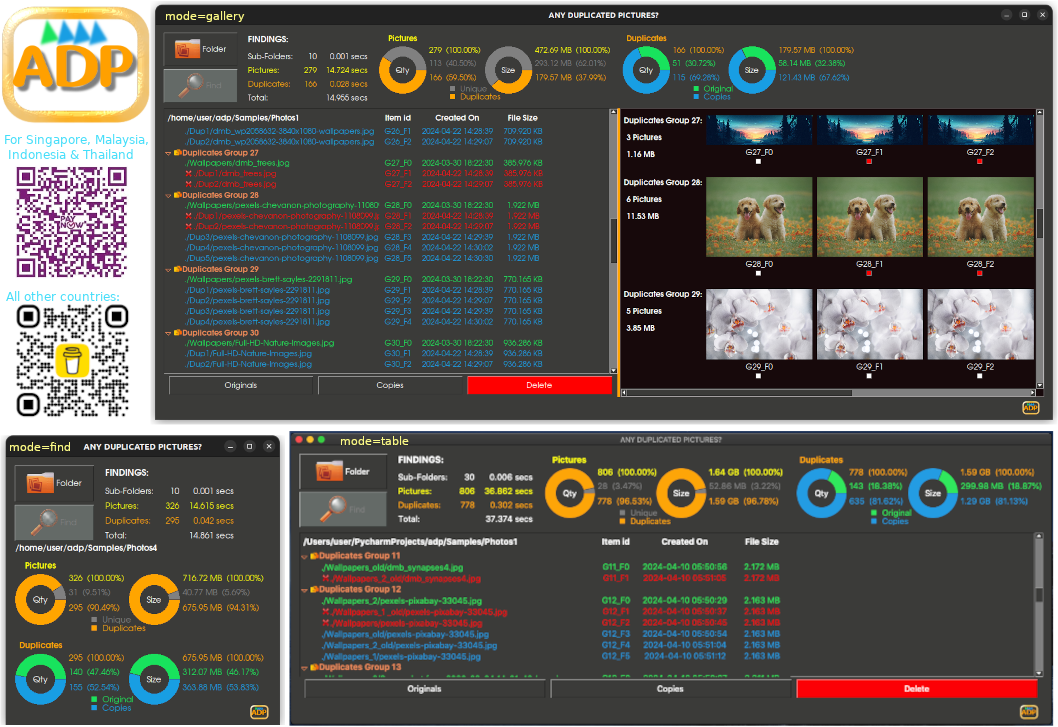 ADP
For Singapore, Malaysia,
Indonesia & Thailand
PAY
NOW
All other countries:
mode=gallery
ANY DUPLICATED PICTURES?
Folder
Find
FINDINGS:
Sub-Folders: 10 0.001 secs
Pictures: 279 14.724 secs
Duplicates: 166 0.028 secs
Total: 14.955 secs
Pictures
Qty
279 (100.00%)
113 (40.50%)
166 (59.50%)
Size
472.69 MB (100.00%)
293.12 MB (62.01%)
179.57 MB (37.99%)
Unique
Duplicates
Duplicates
Qty
166 (100.00%)
51 (30.72%)
115 (69.28%)
Size
179.57 MB (100.00%)
58.14 MB (32.38%)
121.43 MB (67.62%)
Original
Copies
/home/user/adp/Samples/Photos1 Item id Created On File Size
./Dup1/dmb_wp2058632-3840x1080-wallpapers.jpg G26_F1 2024-04-22 14:28:39 709.920 KB
./Dup2/dmb_wp2058632-3840x1080-wallpapers.jpg G26_F2 2024-04-22 14:29:07 709.920 KB
Duplicates Group 27
./Wallpapers/dmb_trees.jpg G27_F0 2024-03-30 18:22:30 385.976 KB
./Dup1/dmb_trees.jpg G27_F1 2024-04-22 14:28:39 385.976 KB
./Dup2/dmb_trees.jpg G27_F2 2024-04-22 14:29:07 385.976 KB
Duplicates Group 28
./Wallpapers/pexels-chevanon-photography-11080 G28_F0 2024-03-30 18:22:30 1.922 MB
./Dup1/pexels-chevanon-photography-1108099.jp G28_F1 2024-04-22 14:28:39 1.922 MB
./Dup2/pexels-chevanon-photography-1108099.jp G28_F2 2024-04-22 14:29:07 1.922 MB
./Dup3/pexels-chevanon-photography-1108099.jpg G28_F3 2024-04-22 14:29:39 1.922 MB
./Dup4/pexels-chevanon-photography-1108099.jpg G28_F4 2024-04-22 14:30:02 1.922 MB
./Dup5/pexels-chevanon-photography-1108099.jpg G28_F5 2024-04-22 14:30:30 1.922 MB
Duplicates Group 29
./Wallpapers/pexels-brett-sayles-2291811.jpg G29_F0 2024-03-30 18:22:30 770.165 KB
./Dup1/pexels-brett-sayles-2291811.jpg G29_F1 2024-04-22 14:28:39 770.165 KB
./Dup2/pexels-brett-sayles-2291811.jpg G29_F2 2024-04-22 14:29:07 770.165 KB
./Dup3/pexels-brett-sayles-2291811.jpg G29_F3 2024-04-22 14:29:39 770.165 KB
./Dup4/pexels-brett-sayles-2291811.jpg G29_F4 2024-04-22 14:30:02 770.165 KB
Duplicates Group 30
./Wallpapers/Full-HD-Nature-Images.jpg G30_F0 2024-03-30 18:22:30 936.286 KB
./Dup1/Full-HD-Nature-Images.jpg G30_F1 2024-04-22 14:28:39 936.286 KB
./Dup2/Full-HD-Nature-Images.jpg G30_F2 2024-04-22 14:29:07 936.286 KB
Originals Copies Delete
Duplicates Group 27:
3 Pictures
1.16 MB
G27_F0 G27_F1 G27_F2
Duplicates Group 28:
6 Pictures
11.53 MB
G28_F0 G28_F1 G28_F2
Duplicates Group 29:
5 Pictures
3.85 MB
G29_F0 G29_F1 G29_F2
ADP
mode=find
ANY DUPLICATED PICTURES?
Folder
Find
FINDINGS:
Sub-Folders: 10 0.001 secs
Pictures: 326 14.615 secs
Duplicates: 295 0.042 secs
Total: 14.861 secs
/home/user/adp/Samples/Photos4
Pictures
Qty
326 (100.00%)
31 (9.51%)
295 (90.49%)
Size
716.72 MB (100.00%)
40.77 MB (5.69%)
675.95 MB (94.31%)
Unique
Duplicates
Duplicates
Qty
295 (100.00%)
140 (47.46%)
155 (52.54%)
Size
675.95 MB (100.00%)
312.07 MB (46.17%)
363.88 MB (53.83%)
Original
Copies
ADP
mode=table
ANY DUPLICATED PICTURES?
Folder
Find
FINDINGS:
Sub-Folders: 30 0.006 secs
Pictures: 806 36.862 secs
Duplicates: 778 0.302 secs
Total: 37.374 secs
Pictures
Qty
806 (100.00%)
28 (3.47%)
778 (96.53%)
Size
1.64 GB (100.00%)
52.86 MB (3.22%)
1.59 GB (96.78%)
Unique
Duplicates
Duplicates
Qty
778 (100.00%)
143 (18.38%)
635 (81.62%)
Size
1.59 GB (100.00%)
299.98 MB (18.87%)
1.29 GB (81.13%)
Original
Copies
/Users/user/PycharmProjects/adp/Samples/Photos1 Item id Created On File Size
Duplicates Group 11
./Wallpapers_old/dmb_synapses4.jpg G11_F0 2024-04-10 05:50:56 2.172 MB
./Wallpapers_2_old/dmb_synapses4.jpg G11_F1 2024-04-10 05:51:05 2.172 MB
Duplicates Group 12
./Wallpapers_2/pexels-pixabay-33045.jpg G12_F0 2024-04-10 05:50:29 2.163 MB
./Wallpapers_1_old/pexels-pixabay-33045.jpg G12_F1 2024-04-10 05:50:37 2.163 MB
./Wallpapers/pexels-pixabay-33045.jpg G12_F2 2024-04-10 05:50:45 2.163 MB
./Wallpapers_old/pexels-pixabay-33045.jpg G12_F3 2024-04-10 05:50:54 2.163 MB
./Wallpapers_2_old/pexels-pixabay-33045.jpg G12_F4 2024-04-10 05:51:04 2.163 MB
./Wallpapers_1/pexels-pixabay-33045.jpg G12_F5 2024-04-10 05:51:12 2.163 MB
Duplicates Group 13
Originals Copies Delete
ADP